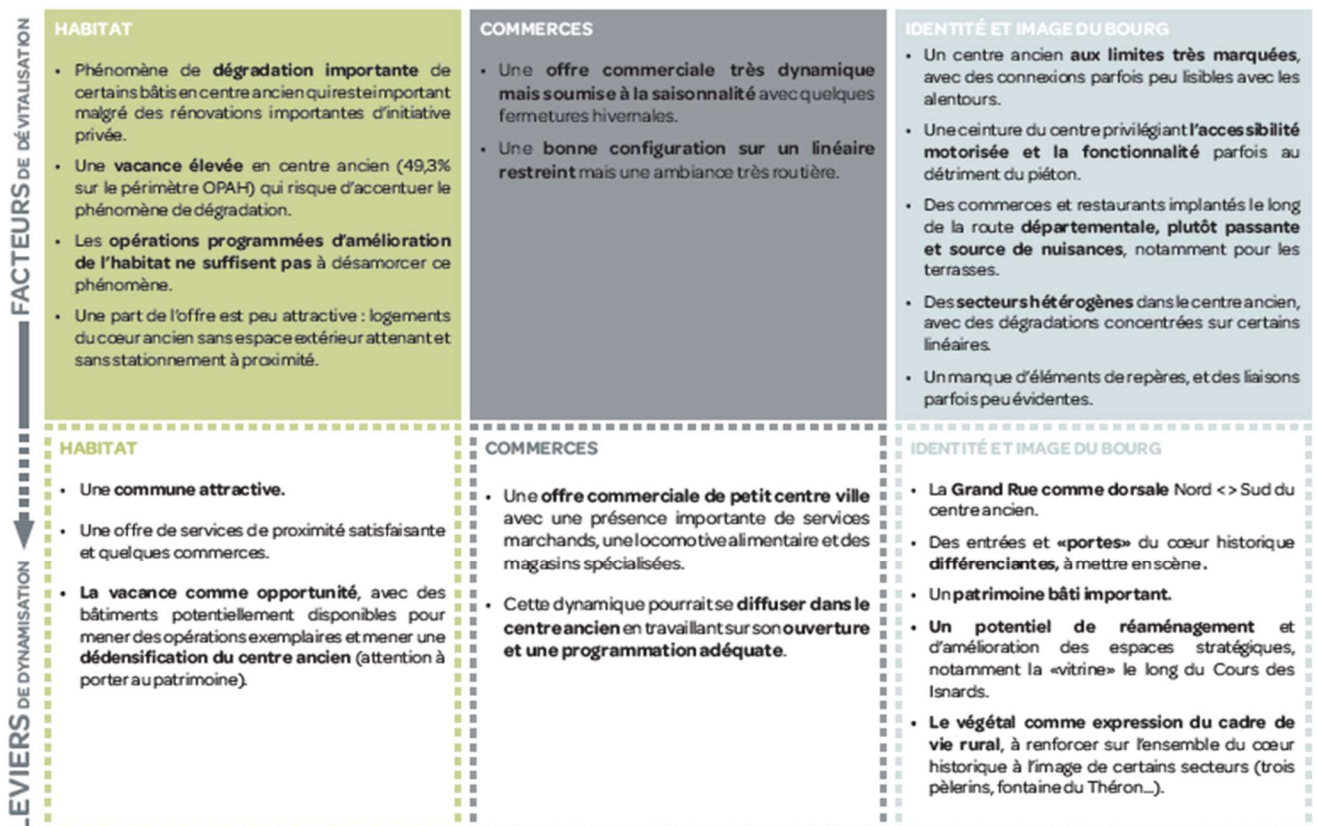 FACTEURS DE DÉVITALISATION
HABITAT
• Phénomène de dégradation importante de
certains bâtis en centre ancien qui reste important
malgré des rénovations importantes d'initiative
privée.
• Une vacance élevée en centre ancien (49,3%
sur le périmètre OPAH) qui risque d'accentuer le
phénomène de dégradation.
• Les opérations programmées d'amélioration
de l'habitat ne suffisent pas à désamorcer ce
phénomène.
• Une part de l'offre est peu attractive : logements
du cœur ancien sans espace extérieur attenant et
sans stationnement à proximité.
COMMERCES
• Une offre commerciale très dynamique
mais soumise à la saisonnalité avec quelques
fermetures hivernales.
• Une bonne configuration sur un linéaire
restreint mais une ambiance très routière.
IDENTITÉ ET IMAGE DU BOURG
• Un centre ancien aux limites très marquées,
avec des connexions parfois peu lisibles avec les
alentours.
• Une ceinture du centre privilégiant l'accessibilité
motorisée et la fonctionnalité parfois au
détriment du piéton.
• Des commerces et restaurants implantés le long
de la route départementale, plutôt passante
et source de nuisances, notamment pour les
terrasses.
• Des secteurs hétérogènes dans le centre ancien,
avec des dégradations concentrées sur certains
linéaires.
• Un manque d'éléments de repères, et des liaisons
parfois peu évidentes.
LEVIERS DE DYNAMISATION
HABITAT
• Une commune attractive.
• Une offre de services de proximité satisfaisante
et quelques commerces.
• La vacance comme opportunité, avec des
bâtiments potentiellement disponibles pour
mener des opérations exemplaires et mener une
dédensification du centre ancien (attention à
porter au patrimoine).
COMMERCES
• Une offre commerciale de petit centre ville
avec une présence importante de services
marchands, une locomotive alimentaire et des
magasins spécialisées.
• Cette dynamique pourrait se diffuser dans le
centre ancien en travaillant sur son ouverture
et une programmation adéquate.
IDENTITÉ ET IMAGE DU BOURG
• La Grand Rue comme dorsale Nord <> Sud du
centre ancien.
• Des entrées et «portes» du cœur historique
différenciantes, à mettre en scène.
• Un patrimoine bâti important.
• Un potentiel de réaménagement et
d'amélioration des espaces stratégiques,
notamment la «vitrine» le long du Cours des
Isnards.
• Le végétal comme expression du cadre de
vie rural, à renforcer sur l'ensemble du cœur
historique à l'image de certains secteurs (trois
pèlerins, fontaine du Théron...).